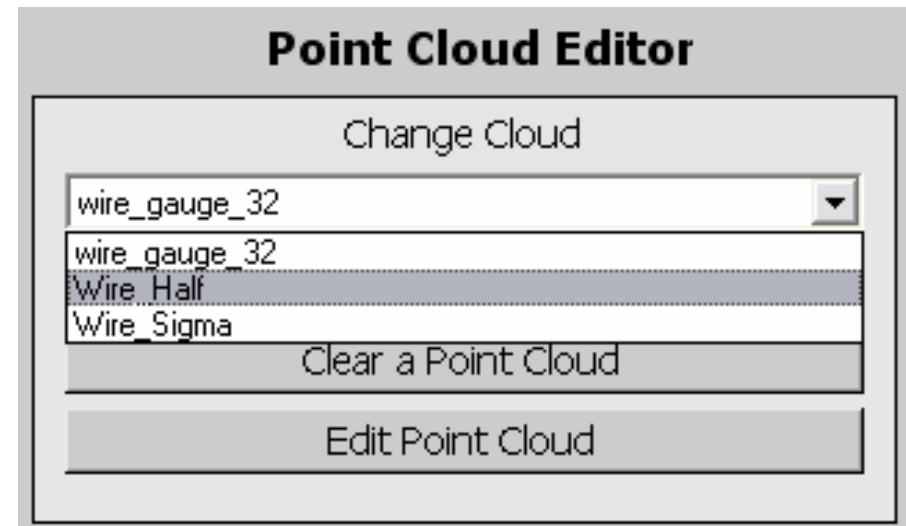 Point Cloud Editor
Change Cloud
wire_gauge_32
wire_gauge_32
Wire_Half
Wire_Sigma
Clear a Point Cloud
Edit Point Cloud